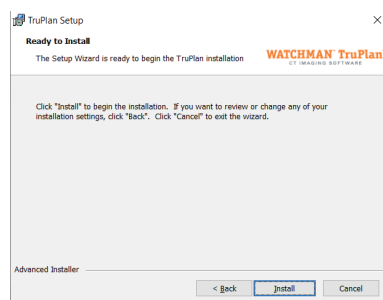 TruPlan Setup
Ready to Install
The Setup Wizard is ready to begin the TruPlan installation
WATCHMAN™ TruPlan
CT IMAGING SOFTWARE
Click "Install" to begin the installation. If you want to review or change any of your
installation settings, click "Back". Click "Cancel" to exit the wizard.
Advanced Installer
< Back Install Cancel